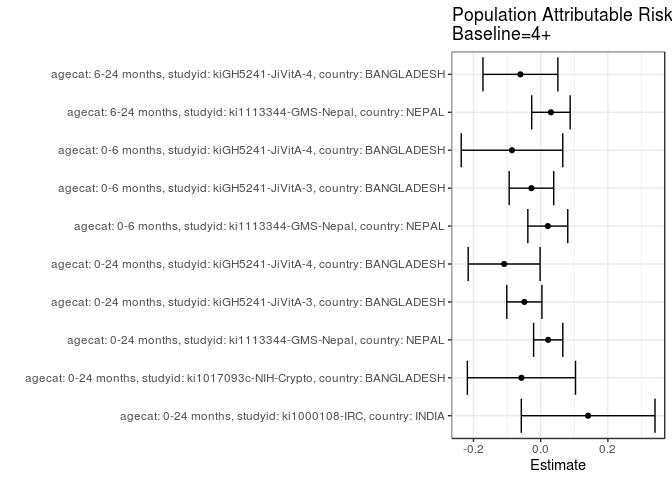 Population Attributable Risk
Baseline=4+
agecat: 6-24 months, studyid: kiGH5241-JiVitA-4, country: BANGLADESH
agecat: 6-24 months, studyid: ki1113344-GMS-Nepal, country: NEPAL
agecat: 0-6 months, studyid: kiGH5241-JiVitA-4, country: BANGLADESH
agecat: 0-6 months, studyid: kiGH5241-JiVitA-3, country: BANGLADESH
agecat: 0-6 months, studyid: ki1113344-GMS-Nepal, country: NEPAL
agecat: 0-24 months, studyid: kiGH5241-JiVitA-4, country: BANGLADESH
agecat: 0-24 months, studyid: kiGH5241-JiVitA-3, country: BANGLADESH
agecat: 0-24 months, studyid: ki1113344-GMS-Nepal, country: NEPAL
agecat: 0-24 months, studyid: ki1017093c-NIH-Crypto, country: BANGLADESH
agecat: 0-24 months, studyid: ki1000108-IRC, country: INDIA
-0.2 0.0 0.2
Estimate